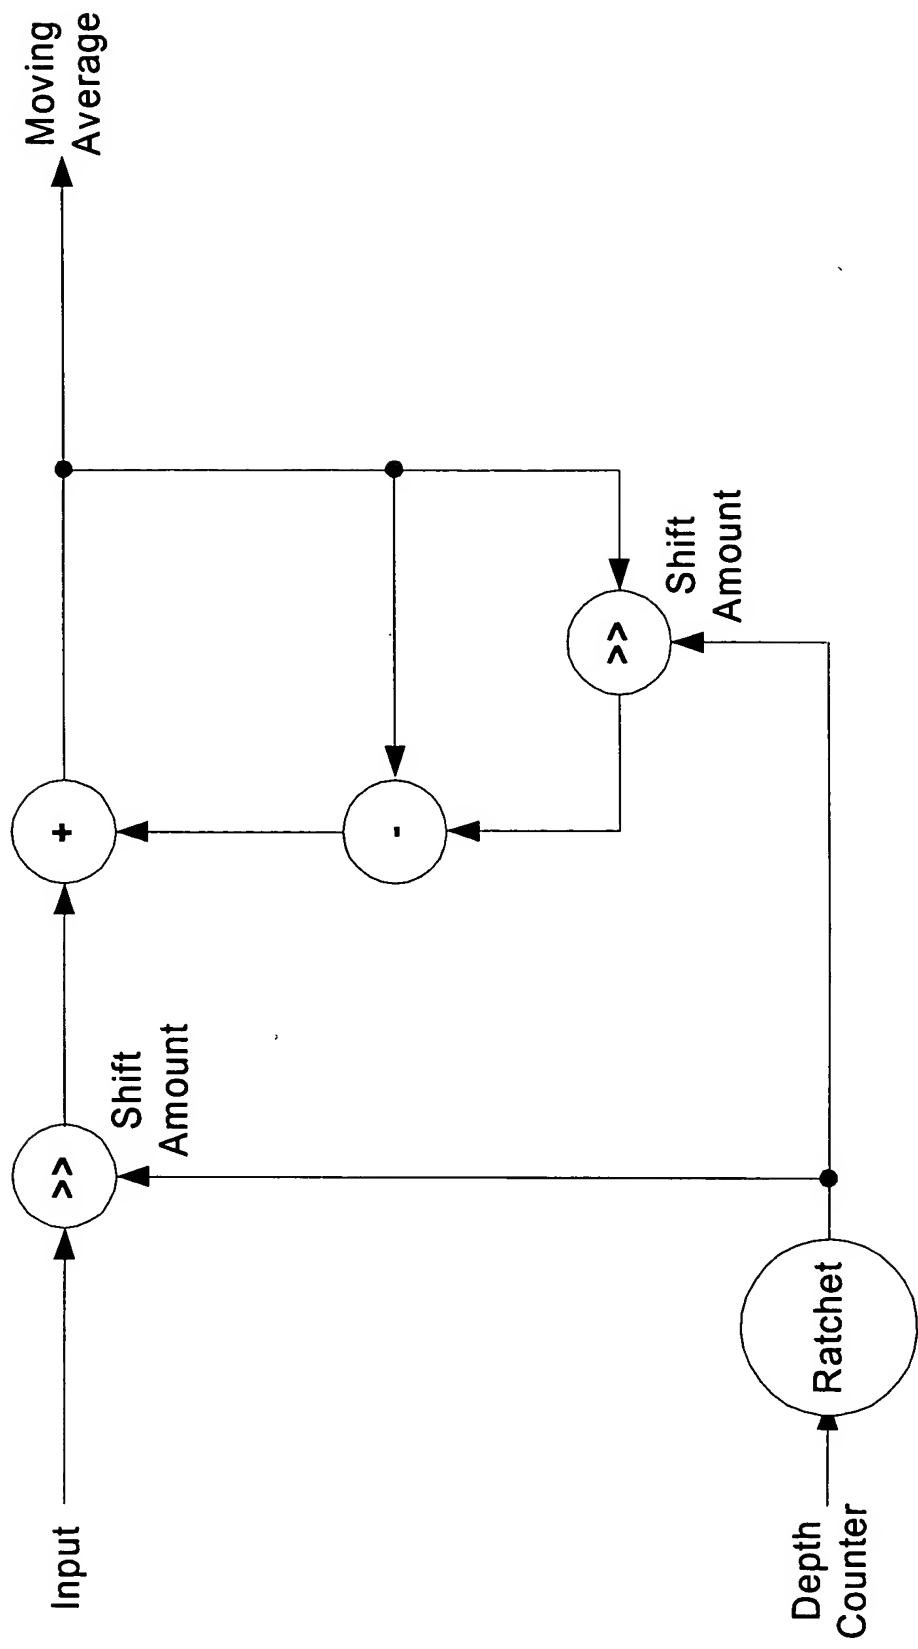 Input
>>
Shift
Amount
+
Moving
Average
-
>>
Shift
Amount
Depth
Counter
Ratchet